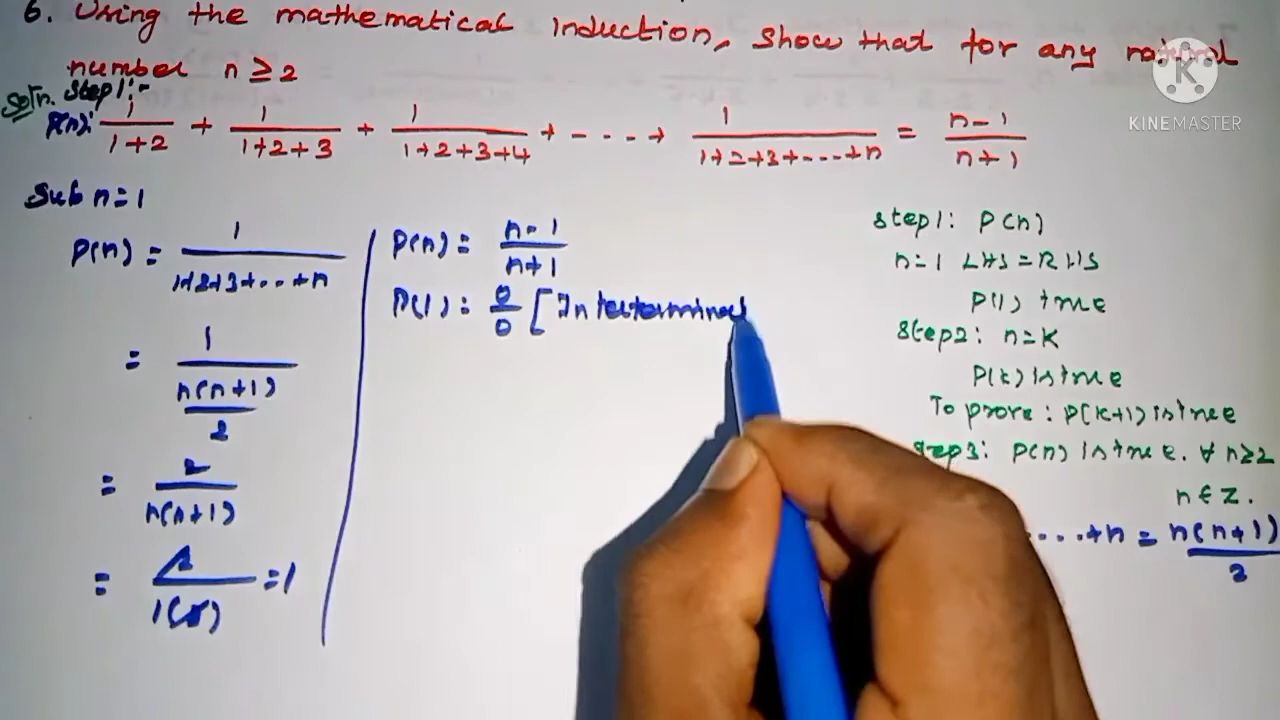 6. Using the mathematical induction, show that for any natural
number n ≥ 2
Soln. Step1:-
P(n): 1/(1+2) + 1/(1+2+3) + 1/(1+2+3+4) + - - - + 1/(1+2+3+---+n) = (n-1)/(n+1)
Sub n=1
P(n) = 1/(1+2+3+...+n)
= 1/(n(n+1)/2)
= 2/(n(n+1))
= 2/(1(2)) = 1
P(n) = (n-1)/(n+1)
P(1) = 0/0 [Interterminat
step1: P(n)
n=1 LHS = RHS
P(1) true
Step2: n=K
P(k) is true
To prove: P(K+1) is true
Step3: P(n) is true. ∀ n≥2
n ∈ Z.
...+n = n(n+1)/2
KINEMASTER